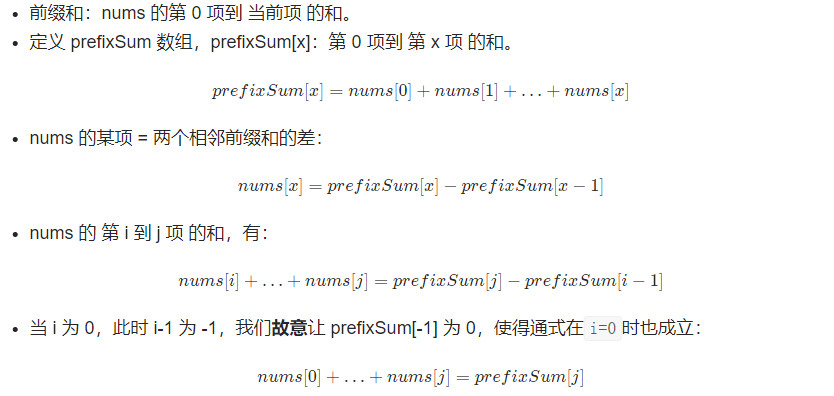 • 前缀和：nums 的第 0 项到 当前项 的和。
• 定义 prefixSum 数组，prefixSum[x]：第 0 项到 第 x 项 的和。
prefixSum[x] = nums[0] + nums[1] + … + nums[x]
• nums 的某项 = 两个相邻前缀和的差：
nums[x] = prefixSum[x] − prefixSum[x − 1]
• nums 的 第 i 到 j 项 的和，有：
nums[i] + … + nums[j] = prefixSum[j] − prefixSum[i − 1]
• 当 i 为 0，此时 i-1 为 -1，我们故意让 prefixSum[-1] 为 0，使得通式在 i=0 时也成立：
nums[0] + … + nums[j] = prefixSum[j]